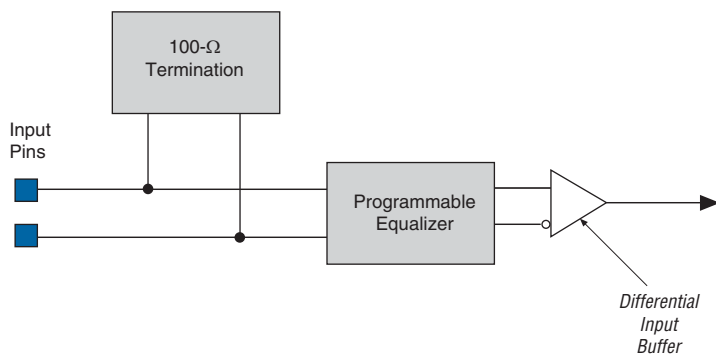 100-Ω
Termination
Input
Pins
Programmable
Equalizer
Differential
Input
Buffer